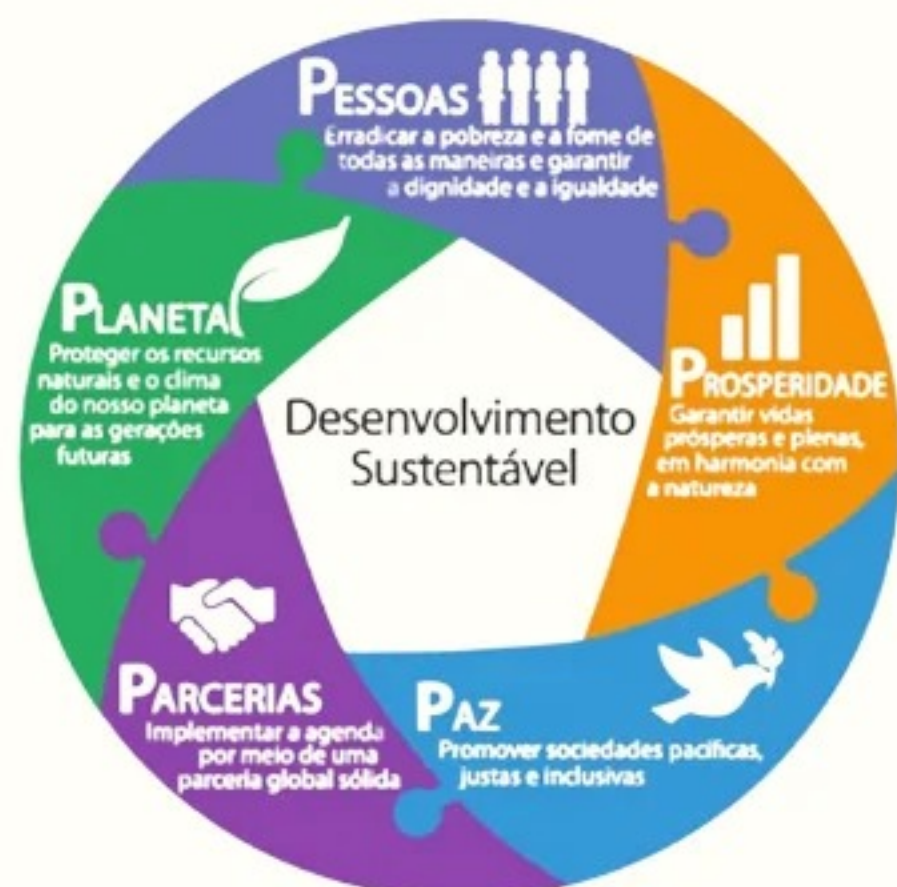 PESSOAS
Erradicar a pobreza e a fome de
todas as maneiras e garantir
a dignidade e a igualdade
PROSPERIDADE
Garantir vidas
prósperas e plenas,
em harmonia com
a natureza
PAZ
Promover sociedades pacíficas,
justas e inclusivas
PARCERIAS
Implementar a agenda
por meio de uma
parceria global sólida
PLANETA
Proteger os recursos
naturais e o clima
do nosso planeta
para as gerações
futuras
Desenvolvimento
Sustentável